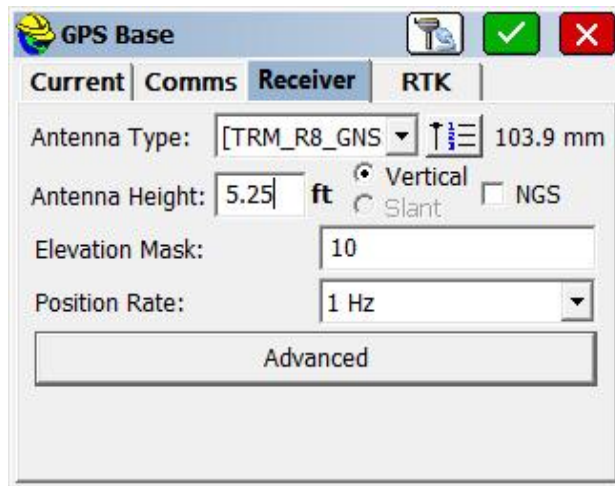 GPS Base
Current Comms Receiver RTK
Antenna Type: [TRM_R8_GNS 103.9 mm
Antenna Height: 5.25 ft Vertical Slant NGS
Elevation Mask: 10
Position Rate: 1 Hz
Advanced